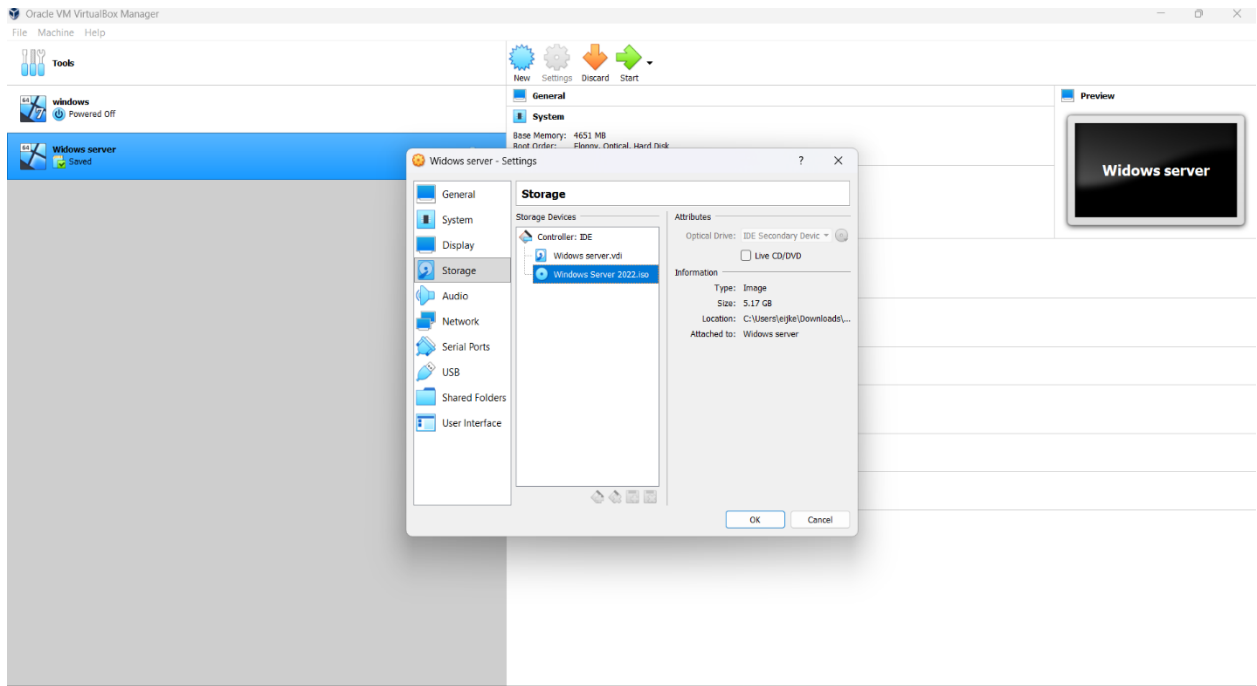 Oracle VM VirtualBox Manager
File Machine Help
Tools
New Settings Discard Start
64 7 windows
Powered Off
64 Widows server
Saved
General
System
Base Memory: 4651 MB
Boot Order: Floppy, Optical, Hard Disk
Preview
Widows server
Widows server - Settings
? X
General
System
Display
Storage
Audio
Network
Serial Ports
USB
Shared Folders
User Interface
Storage
Storage Devices
Controller: IDE
Widows server.vdi
Windows Server 2022.iso
Attributes
Optical Drive: IDE Secondary Devic
Live CD/DVD
Information
Type: Image
Size: 5.17 GB
Location: C:\Users\eijke\Downloads\...
Attached to: Widows server
OK Cancel